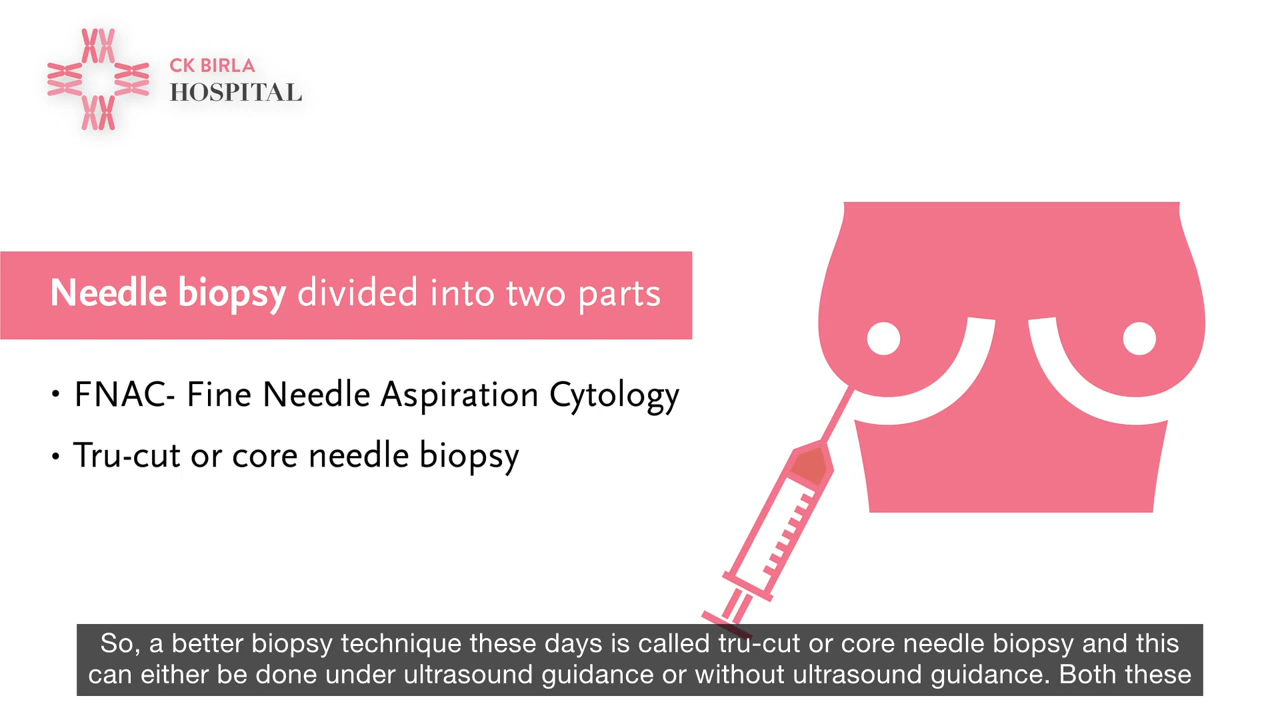 CK BIRLA
HOSPITAL
Needle biopsy divided into two parts
• FNAC- Fine Needle Aspiration Cytology
• Tru-cut or core needle biopsy
So, a better biopsy technique these days is called tru-cut or core needle biopsy and this
can either be done under ultrasound guidance or without ultrasound guidance. Both these